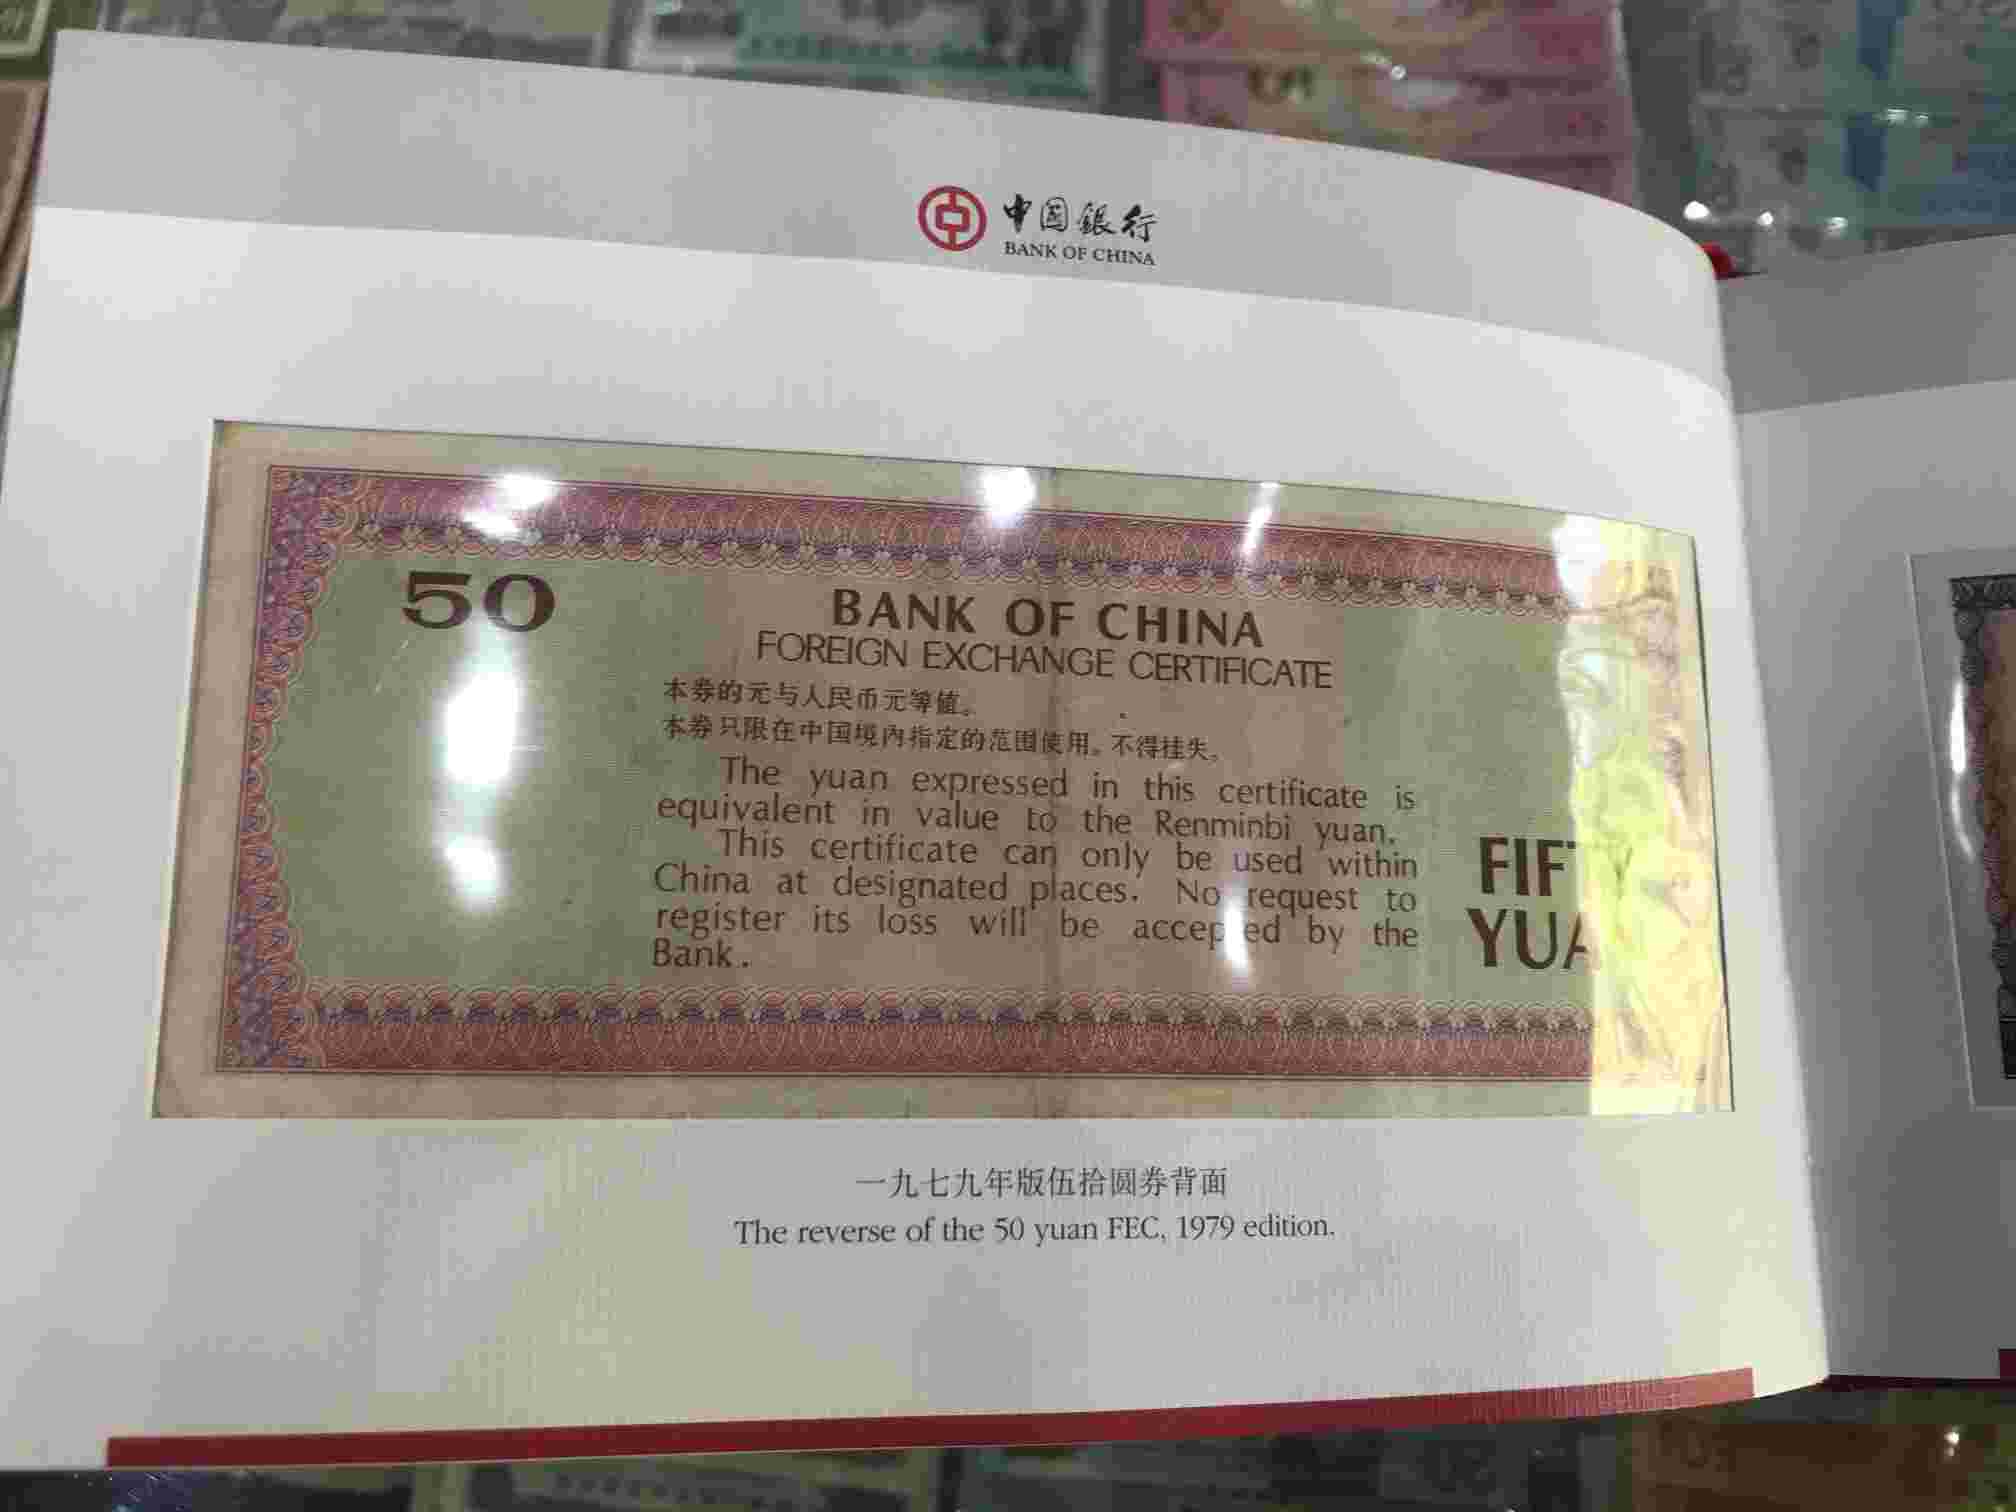 中国銀行
BANK OF CHINA
50
BANK OF CHINA
FOREIGN EXCHANGE CERTIFICATE
本券的元与人民币元等值。
本券只限在中国境内指定的范围使用。不得挂失。
The yuan expressed in this certificate is
equivalent in value to the Renminbi yuan.
This certificate can only be used within
China at designated places. No request to
register its loss will be accepted by the
Bank.
YUA
一九七九年版伍拾圆券背面
The reverse of the 50 yuan FEC, 1979 edition.